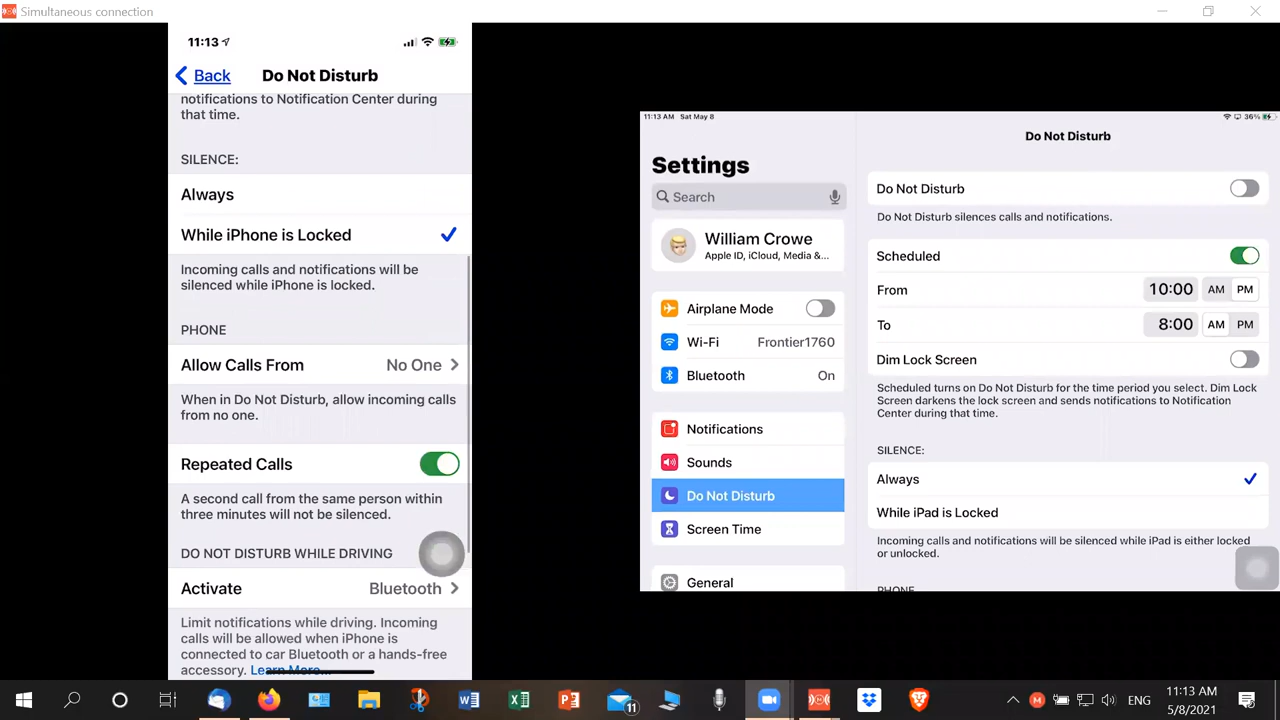 Simultaneous connection
11:13
Back
Do Not Disturb
notifications to Notification Center during
that time.
SILENCE:
Always
While iPhone is Locked
Incoming calls and notifications will be
silenced while iPhone is locked.
PHONE
Allow Calls From No One
When in Do Not Disturb, allow incoming calls
from no one.
Repeated Calls
A second call from the same person within
three minutes will not be silenced.
DO NOT DISTURB WHILE DRIVING
Activate Bluetooth
Limit notifications while driving. Incoming
calls will be allowed when iPhone is
connected to car Bluetooth or a hands-free
accessory. Learn More...
11:13 AM Sat May 8
36%
Settings
Search
William Crowe
Apple ID, iCloud, Media &...
Airplane Mode
Wi-Fi Frontier1760
Bluetooth On
Notifications
Sounds
Do Not Disturb
Screen Time
General
Do Not Disturb
Do Not Disturb
Do Not Disturb silences calls and notifications.
Scheduled
From 10:00 AM PM
To 8:00 AM PM
Dim Lock Screen
Scheduled turns on Do Not Disturb for the time period you select. Dim Lock
Screen darkens the lock screen and sends notifications to Notification
Center during that time.
SILENCE:
Always
While iPad is Locked
Incoming calls and notifications will be silenced while iPad is either locked
or unlocked.
PHONE
11
ENG
11:13 AM
5/8/2021